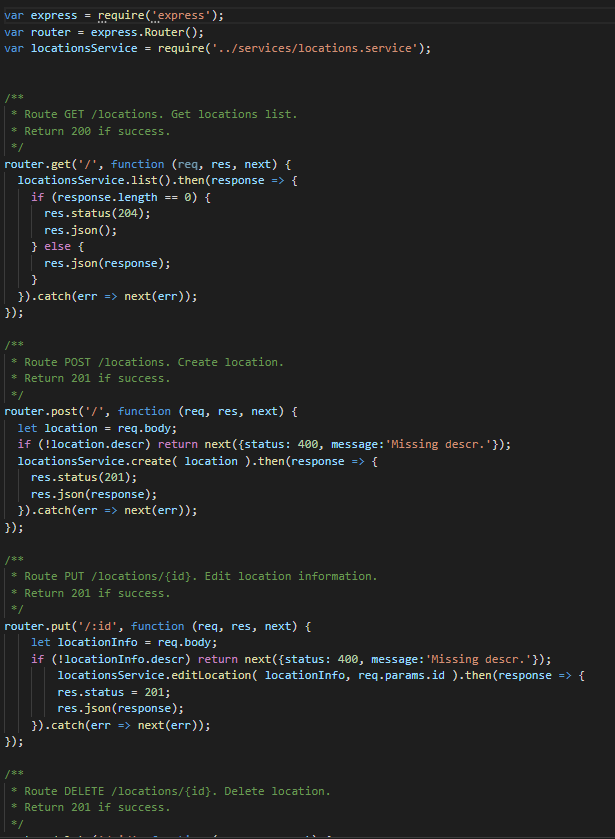 var express = require('express');
var router = express.Router();
var locationsService = require('../services/locations.service');
/**
 * Route GET /locations. Get locations list.
 * Return 200 if success.
 */
router.get('/', function (req, res, next) {
  locationsService.list().then(response => {
    if (response.length == 0) {
      res.status(204);
      res.json();
    } else {
      res.json(response);
    }
  }).catch(err => next(err));
});
/**
 * Route POST /locations. Create location.
 * Return 201 if success.
 */
router.post('/', function (req, res, next) {
  let location = req.body;
  if (!location.descr) return next({status: 400, message:'Missing descr.'});
  locationsService.create( location ).then(response => {
    res.status(201);
    res.json(response);
  }).catch(err => next(err));
});
/**
 * Route PUT /locations/{id}. Edit location information.
 * Return 201 if success.
 */
router.put('/:id', function (req, res, next) {
    let locationInfo = req.body;
    if (!locationInfo.descr) return next({status: 400, message:'Missing descr.'});
        locationsService.editLocation( locationInfo, req.params.id ).then(response => {
        res.status = 201;
        res.json(response);
    }).catch(err => next(err));
});
/**
 * Route DELETE /locations/{id}. Delete location.
 * Return 201 if success.
 */